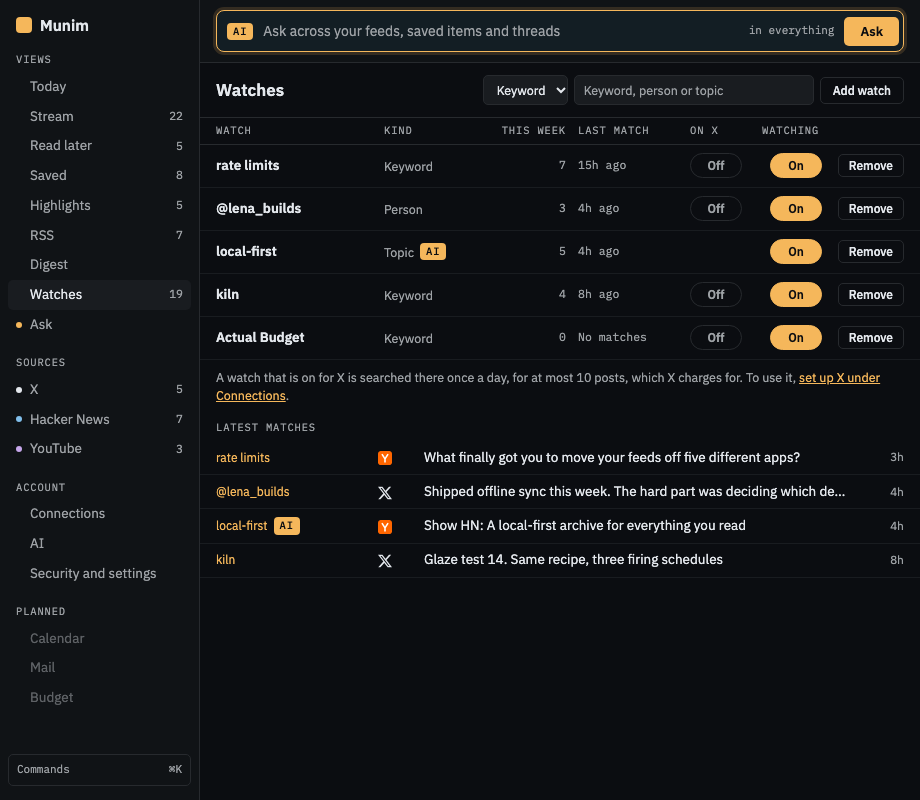 Munim
VIEWS
Today
Stream 22
Read later 5
Saved 8
Highlights 5
RSS 7
Digest
Watches 19
Ask
SOURCES
X 5
Hacker News 7
YouTube 3
ACCOUNT
Connections
AI
Security and settings
PLANNED
Calendar
Mail
Budget
Commands ⌘K
AI Ask across your feeds, saved items and threads in everything Ask
Watches Keyword Keyword, person or topic Add watch
WATCH KIND THIS WEEK LAST MATCH ON X WATCHING
rate limits Keyword 7 15h ago Off On Remove
@lena_builds Person 3 4h ago Off On Remove
local-first Topic AI 5 4h ago On Remove
kiln Keyword 4 8h ago Off On Remove
Actual Budget Keyword 0 No matches Off On Remove
A watch that is on for X is searched there once a day, for at most 10 posts, which X charges for. To use it, set up X under
Connections.
LATEST MATCHES
rate limits Y What finally got you to move your feeds off five different apps? 3h
@lena_builds X Shipped offline sync this week. The hard part was deciding which de... 4h
local-first AI Y Show HN: A local-first archive for everything you read 4h
kiln X Glaze test 14. Same recipe, three firing schedules 8h